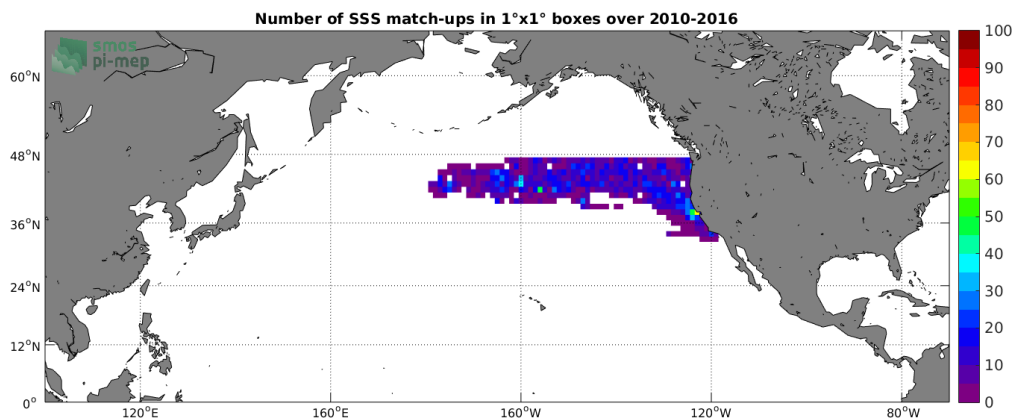 Number of SSS match-ups in 1°x1° boxes over 2010-2016
smos
pi-mep
60°N
48°N
36°N
24°N
12°N
0°
120°E
160°E
160°W
120°W
80°W
100
90
80
70
60
50
40
30
20
10
0